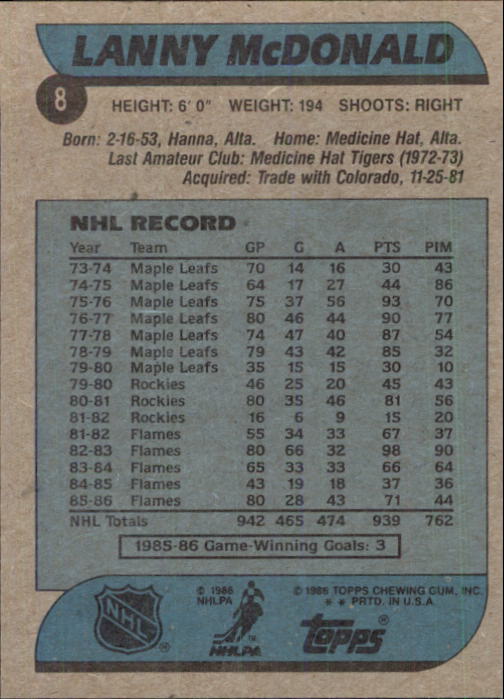 LANNY McDONALD
8
HEIGHT: 6' 0" WEIGHT: 194 SHOOTS: RIGHT
Born: 2-16-53, Hanna, Alta. Home: Medicine Hat, Alta.
Last Amateur Club: Medicine Hat Tigers (1972-73)
Acquired: Trade with Colorado, 11-25-81
NHL RECORD
Year Team GP G A PTS PIM
73-74 Maple Leafs 70 14 16 30 43
74-75 Maple Leafs 64 17 27 44 86
75-76 Maple Leafs 75 37 56 93 70
76-77 Maple Leafs 80 46 44 90 77
77-78 Maple Leafs 74 47 40 87 54
78-79 Maple Leafs 79 43 42 85 32
79-80 Maple Leafs 35 15 15 30 10
79-80 Rockies 46 25 20 45 43
80-81 Rockies 80 35 46 81 56
81-82 Rockies 16 6 9 15 20
81-82 Flames 55 34 33 67 37
82-83 Flames 80 66 32 98 90
83-84 Flames 65 33 33 66 64
84-85 Flames 43 19 18 37 36
85-86 Flames 80 28 43 71 44
NHL Totals 942 465 474 939 762
1985-86 Game-Winning Goals: 3
NHL ®
© 1986
NHLPA
TM
NHLPA
© 1986 TOPPS CHEWING GUM, INC.
* * PRTD. IN U.S.A.
topps ®